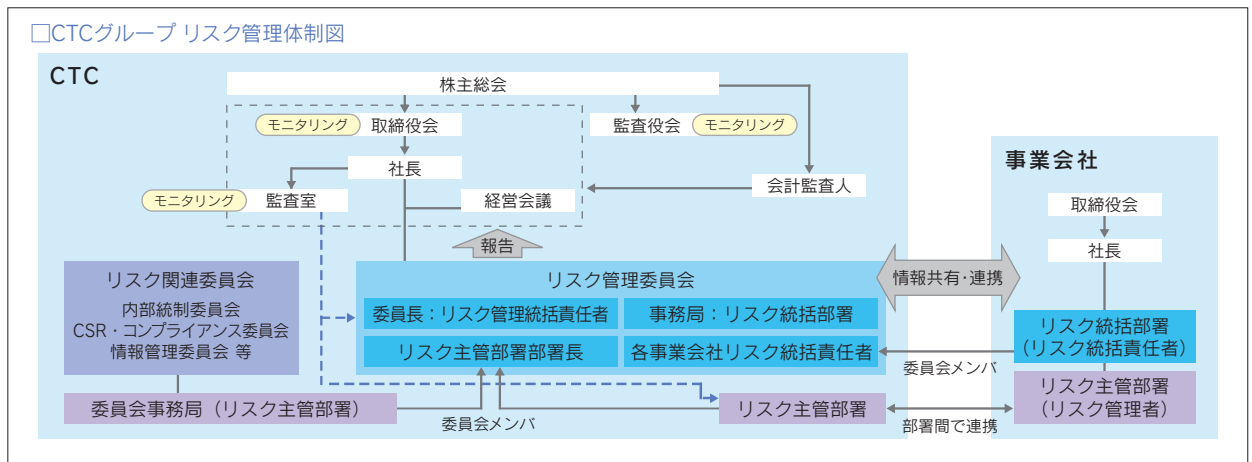 □CTCグループ リスク管理体制図
CTC
株主総会
モニタリング
取締役会
監査役会
モニタリング
社長
会計監査人
モニタリング
監査室
経営会議
報告
リスク関連委員会
内部統制委員会
CSR・コンプライアンス委員会
情報管理委員会 等
リスク管理委員会
委員長：リスク管理統括責任者
事務局：リスク統括部署
リスク主管部署部署長
各事業会社リスク統括責任者
委員会事務局（リスク主管部署）
委員会メンバ
リスク主管部署
情報共有・連携
委員会メンバ
部署間で連携
事業会社
取締役会
社長
リスク統括部署
（リスク統括責任者）
リスク主管部署
（リスク管理者）